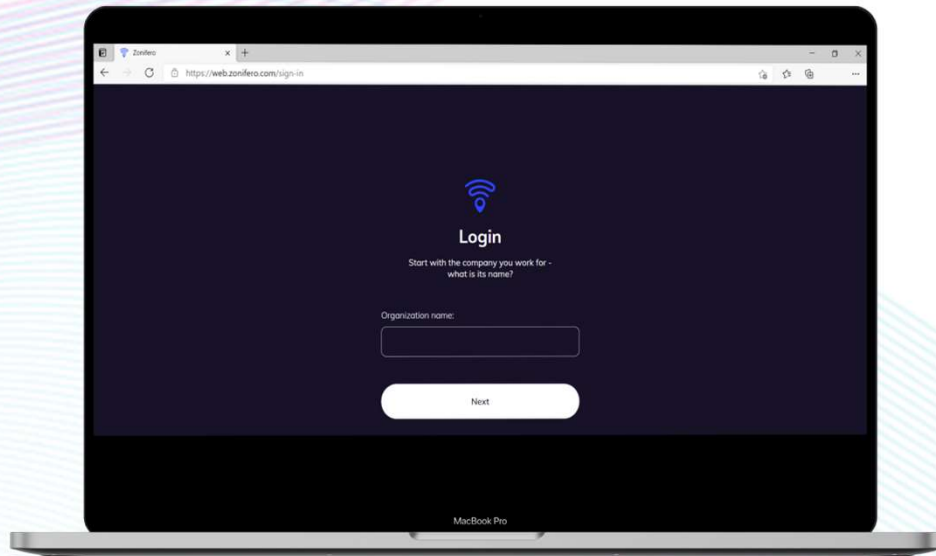 Zonifero
https://web.zonifero.com/sign-in
Login
Start with the company you work for -
what is its name?
Organization name:
Next
MacBook Pro